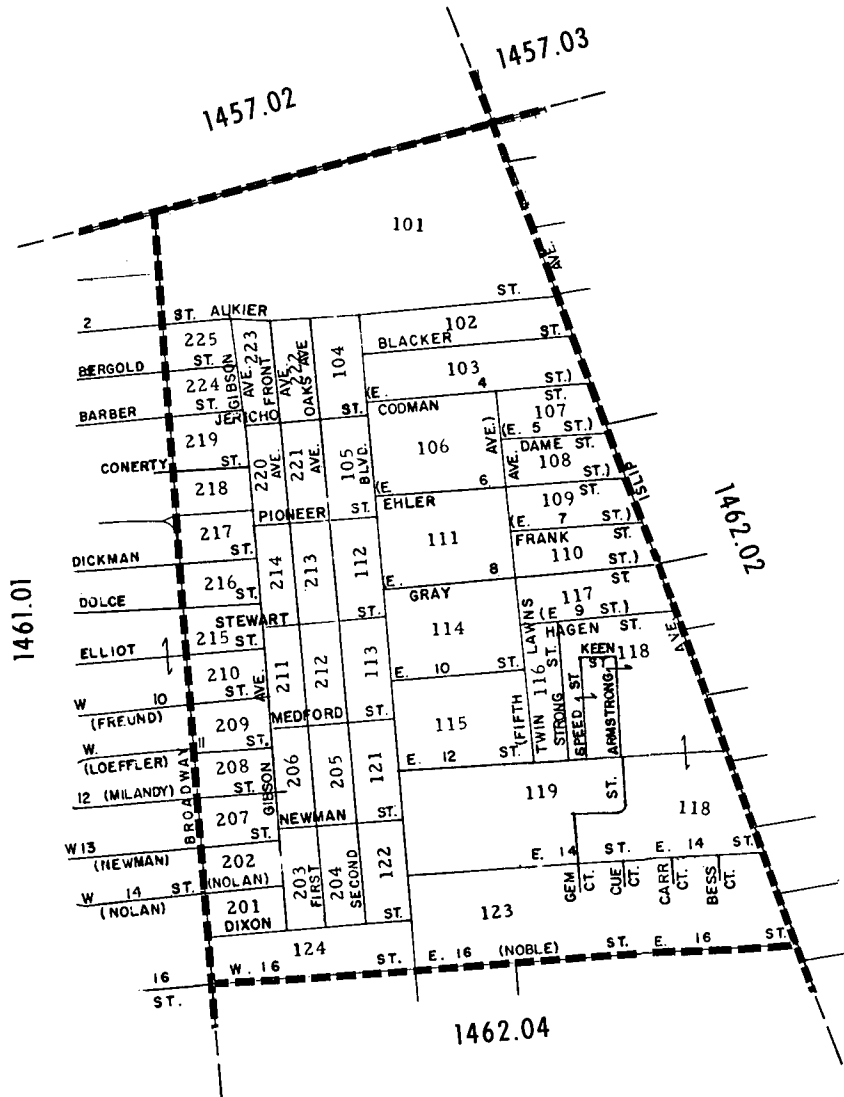 1457.03
1457.02
101
AVE.
ST. AUKIER ST.
2
225
223
222
104
102
BLACKER ST.
BERGOLD ST.
GIBSON AVE.
FRONT AVE.
OAKS AVE
103
224
(E. 4 ST.)
BARBER ST.
JERICHO ST.
CODMAN ST.
107
219
(E. 5 ST.)
106
AVE.)
DAME ST.
CONERTY ST.
220
AVE.
221
AVE.
105
BLVD.
AVE.
108
218
(E. 6 ST.)
ISLIP
PIONEER ST.
EHLER ST.
109
217
(E. 7 ST.)
111
FRANK ST.
1462.02
DICKMAN ST.
214
213
112
110
216
(E. 8 ST.)
DOLCE ST.
GRAY ST.
1461.01
STEWART ST.
117
215
(E. 9 ST.)
114
LAWNS
HAGEN ST.
ELLIOT ST.
113
KEEN ST.
118
AVE.
210
211
212
E. 10 ST.
116
W 10 ST.
(FREUND)
AVE.
MEDFORD ST.
115
(FIFTH
TWIN
STRONG ST.
SPEED ST
ARMSTRONG
209
W. 11 ST.
(LOEFFLER)
206
205
121
E. 12 ST.
208
BROADWAY
12 (MILANDY) ST.
GIBSON
119
ST.
118
207
NEWMAN ST.
W 13 ST.
(NEWMAN)
202
122
E. 14 ST. E. 14 ST.
W 14 ST.
(NOLAN)
(NOLAN)
203
FIRST
204
SECOND
GEM CT.
CUE CT.
CARR CT.
BESS CT.
201
DIXON ST.
123
124
W. 16 ST. E. 16 (NOBLE) ST. E. 16 ST.
16
ST.
1462.04